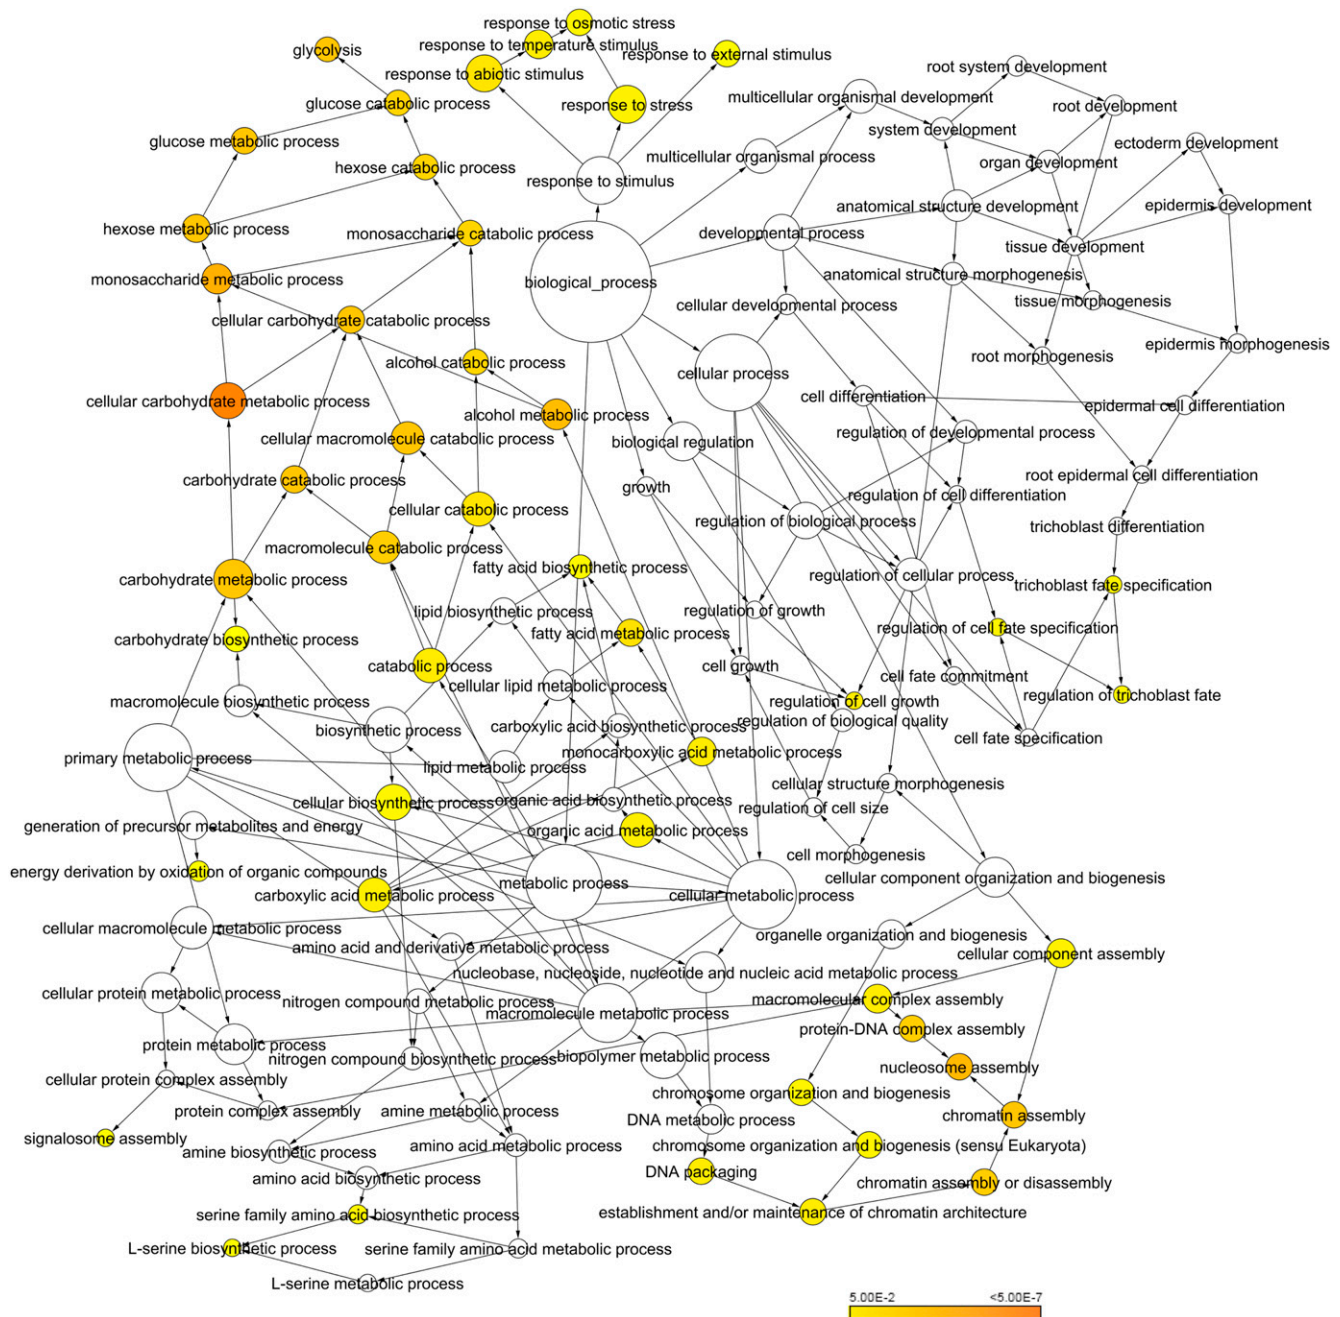 response to osmotic stress
glycolysis
response to temperature stimulus
response to external stimulus
response to abiotic stimulus
root system development
glucose catabolic process
response to stress
multicellular organismal development
root development
glucose metabolic process
system development
ectoderm development
hexose catabolic process
multicellular organismal process
organ development
response to stimulus
hexose metabolic process
monosaccharide catabolic process
anatomical structure development
epidermis development
developmental process
tissue development
monosaccharide metabolic process
biological_process
anatomical structure morphogenesis
cellular developmental process
tissue morphogenesis
cellular carbohydrate catabolic process
epidermis morphogenesis
root morphogenesis
alcohol catabolic process
cellular process
cellular carbohydrate metabolic process
cell differentiation
epidermal cell differentiation
alcohol metabolic process
cellular macromolecule catabolic process
biological regulation
regulation of developmental process
carbohydrate catabolic process
growth
root epidermal cell differentiation
regulation of cell differentiation
cellular catabolic process
regulation of biological process
trichoblast differentiation
macromolecule catabolic process
fatty acid biosynthetic process
regulation of cellular process
carbohydrate metabolic process
trichoblast fate specification
lipid biosynthetic process
regulation of growth
carbohydrate biosynthetic process
fatty acid metabolic process
regulation of cell fate specification
catabolic process
cell growth
cell fate commitment
cellular lipid metabolic process
regulation of trichoblast fate
macromolecule biosynthetic process
regulation of cell growth
biosynthetic process
carboxylic acid biosynthetic process
regulation of biological quality
cell fate specification
primary metabolic process
monocarboxylic acid metabolic process
lipid metabolic process
cellular structure morphogenesis
cellular biosynthetic process
organic acid biosynthetic process
regulation of cell size
generation of precursor metabolites and energy
organic acid metabolic process
cell morphogenesis
energy derivation by oxidation of organic compounds
metabolic process
cellular component organization and biogenesis
carboxylic acid metabolic process
cellular metabolic process
cellular macromolecule metabolic process
organelle organization and biogenesis
amino acid and derivative metabolic process
cellular component assembly
nucleobase, nucleoside, nucleotide and nucleic acid metabolic process
cellular protein metabolic process
nitrogen compound metabolic process
macromolecular complex assembly
macromolecule metabolic process
protein-DNA complex assembly
protein metabolic process
nitrogen compound biosynthetic process
biopolymer metabolic process
nucleosome assembly
cellular protein complex assembly
chromosome organization and biogenesis
protein complex assembly
amine metabolic process
chromatin assembly
DNA metabolic process
signalosome assembly
amine biosynthetic process
amino acid metabolic process
chromosome organization and biogenesis (sensu Eukaryota)
DNA packaging
amino acid biosynthetic process
chromatin assembly or disassembly
serine family amino acid biosynthetic process
establishment and/or maintenance of chromatin architecture
L-serine biosynthetic process
serine family amino acid metabolic process
L-serine metabolic process
5.00E-2 <5.00E-7